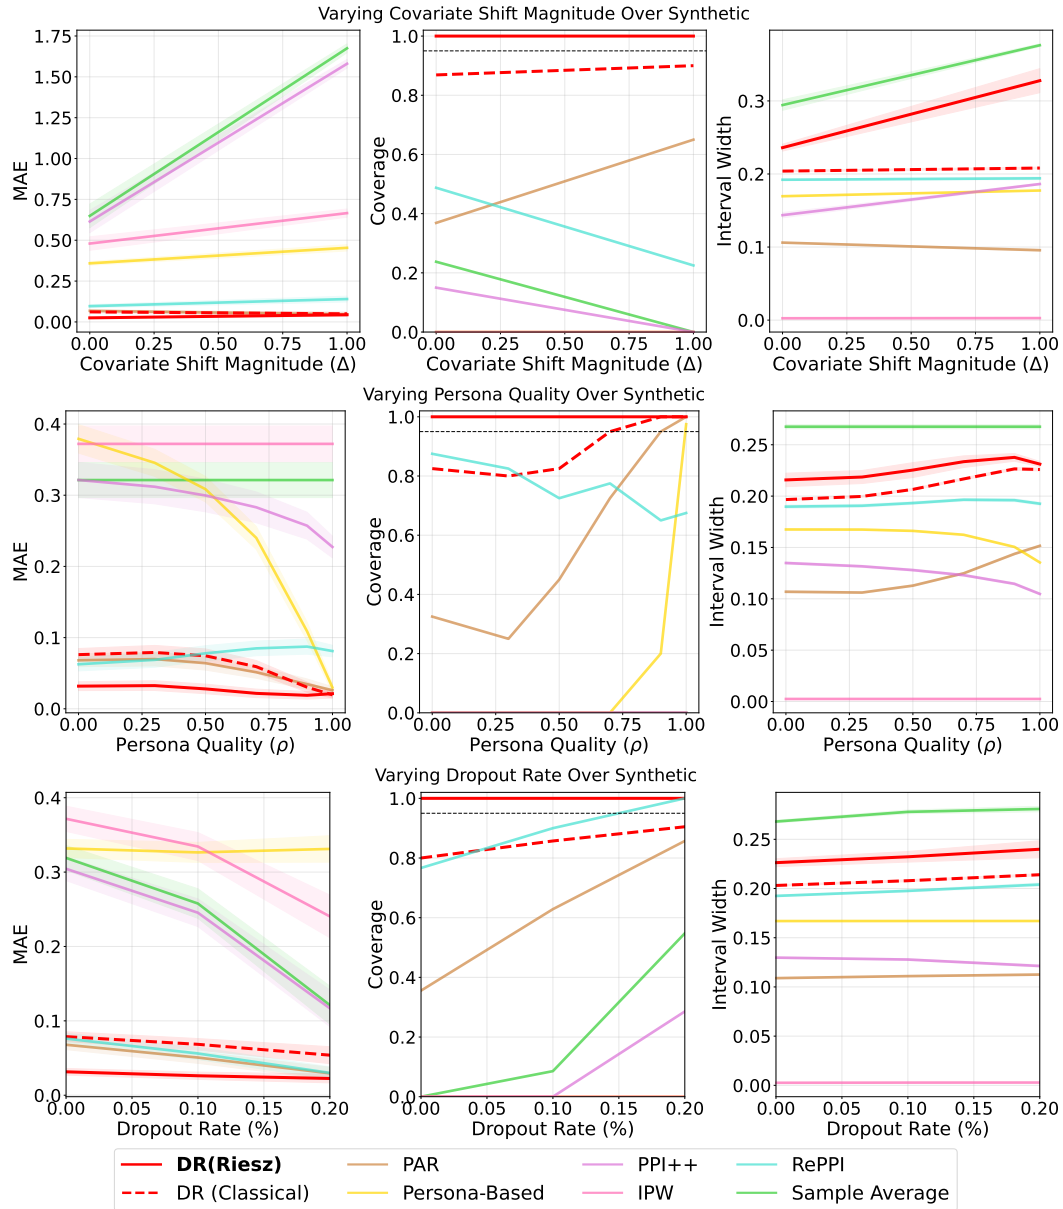 Varying Covariate Shift Magnitude Over Synthetic
MAE
1.75
1.50
1.25
1.00
0.75
0.50
0.25
0.00
0.00 0.25 0.50 0.75 1.00
Covariate Shift Magnitude (Δ)
Coverage
1.0
0.8
0.6
0.4
0.2
0.0
0.00 0.25 0.50 0.75 1.00
Covariate Shift Magnitude (Δ)
Interval Width
0.3
0.2
0.1
0.0
0.00 0.25 0.50 0.75 1.00
Covariate Shift Magnitude (Δ)
Varying Persona Quality Over Synthetic
MAE
0.4
0.3
0.2
0.1
0.0
0.00 0.25 0.50 0.75 1.00
Persona Quality (ρ)
Coverage
1.0
0.8
0.6
0.4
0.2
0.0
0.00 0.25 0.50 0.75 1.00
Persona Quality (ρ)
Interval Width
0.25
0.20
0.15
0.10
0.05
0.00
0.00 0.25 0.50 0.75 1.00
Persona Quality (ρ)
Varying Dropout Rate Over Synthetic
MAE
0.4
0.3
0.2
0.1
0.0
0.00 0.05 0.10 0.15 0.20
Dropout Rate (%)
Coverage
1.0
0.8
0.6
0.4
0.2
0.0
0.00 0.05 0.10 0.15 0.20
Dropout Rate (%)
Interval Width
0.25
0.20
0.15
0.10
0.05
0.00
0.00 0.05 0.10 0.15 0.20
Dropout Rate (%)
DR(Riesz) PAR PPI++ RePPI
DR (Classical) Persona-Based IPW Sample Average